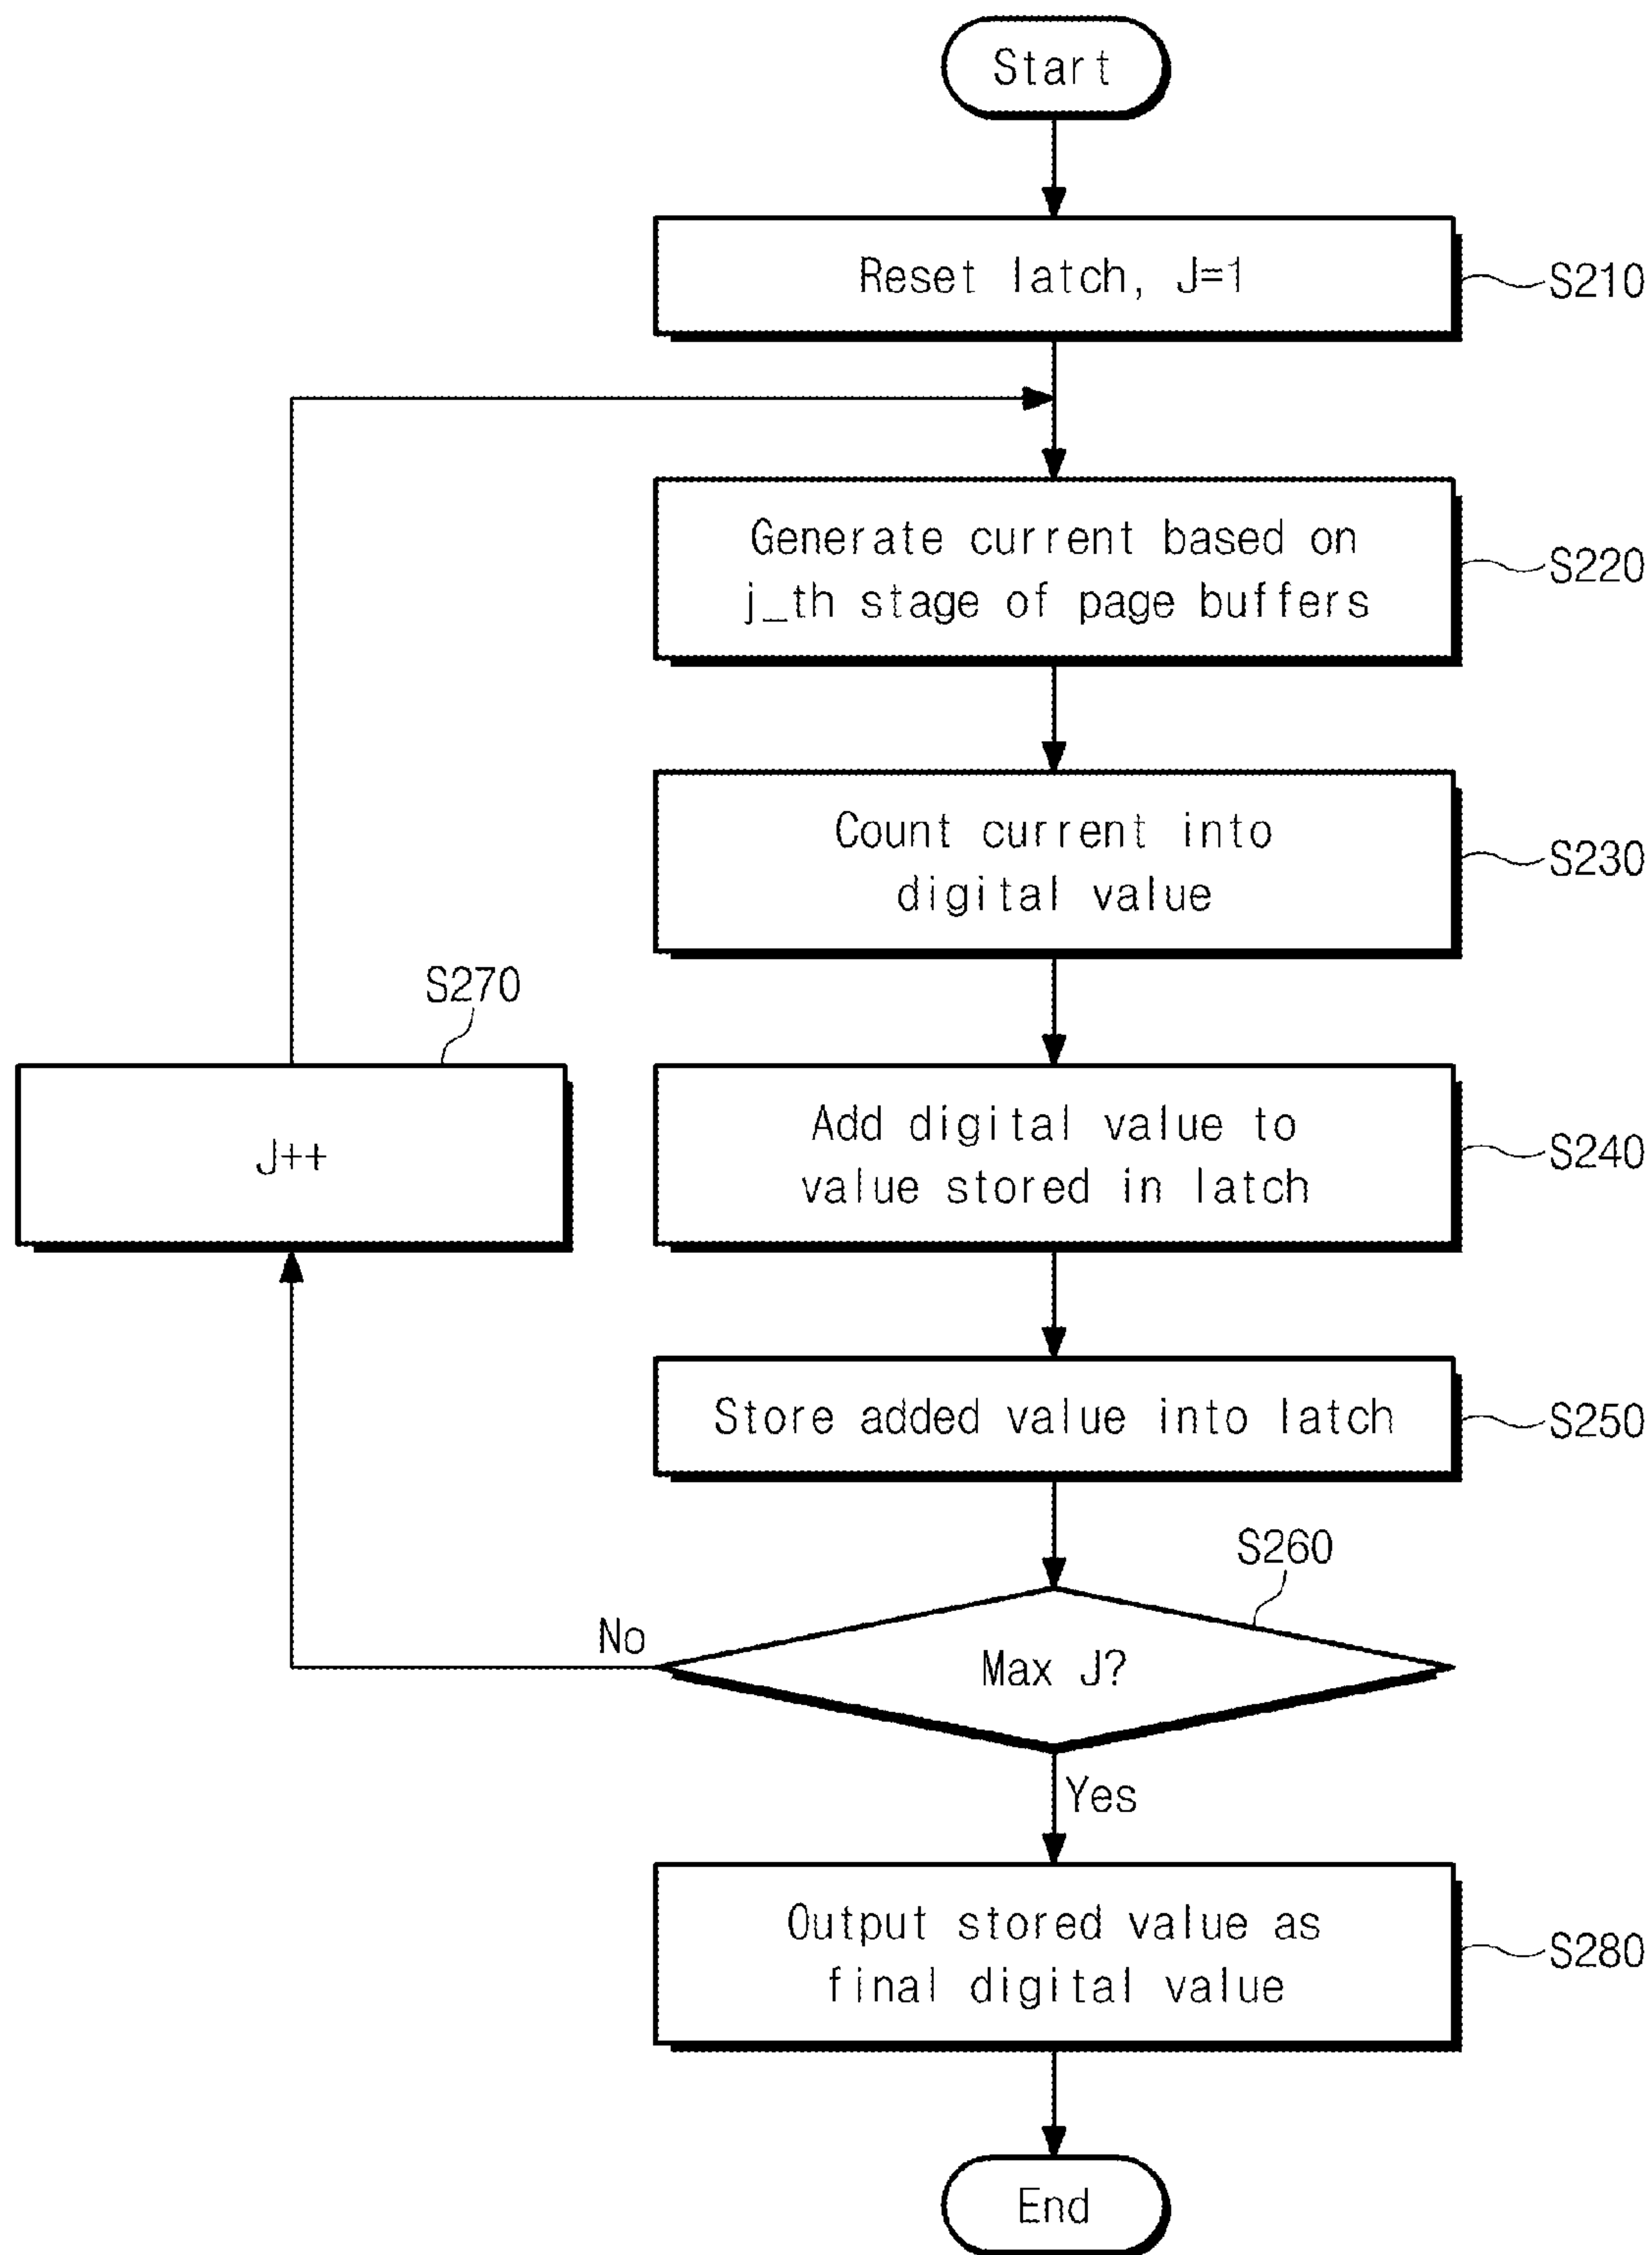 Start
Reset latch, J=1
S210
Generate current based on
j_th stage of page buffers
S220
Count current into
digital value
S230
S270
J++
Add digital value to
value stored in latch
S240
Store added value into latch
S250
S260
No
Max J?
Yes
Output stored value as
final digital value
S280
End